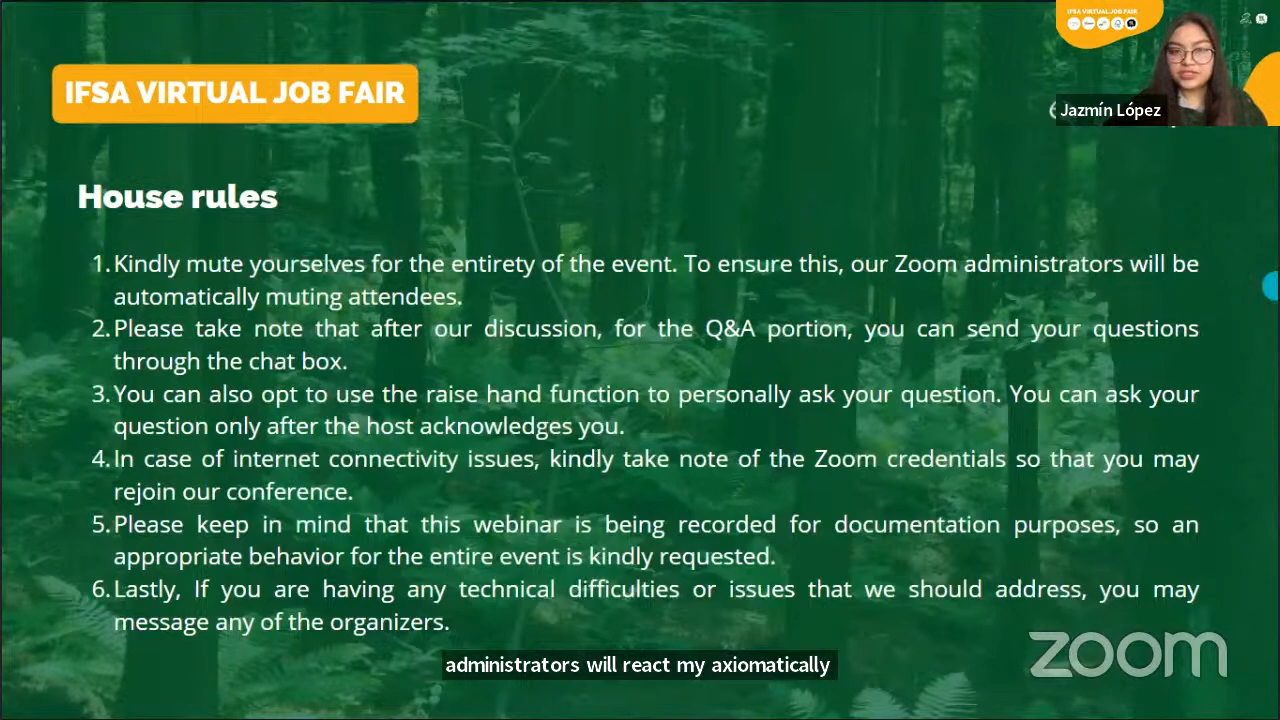 IFSA VIRTUAL JOB FAIR
IFSA VIRTUAL JOB FAIR
Jazmín López
House rules
1. Kindly mute yourselves for the entirety of the event. To ensure this, our Zoom administrators will be
automatically muting attendees.
2. Please take note that after our discussion, for the Q&A portion, you can send your questions
through the chat box.
3. You can also opt to use the raise hand function to personally ask your question. You can ask your
question only after the host acknowledges you.
4. In case of internet connectivity issues, kindly take note of the Zoom credentials so that you may
rejoin our conference.
5. Please keep in mind that this webinar is being recorded for documentation purposes, so an
appropriate behavior for the entire event is kindly requested.
6. Lastly, If you are having any technical difficulties or issues that we should address, you may
message any of the organizers.
administrators will react my axiomatically
zoom